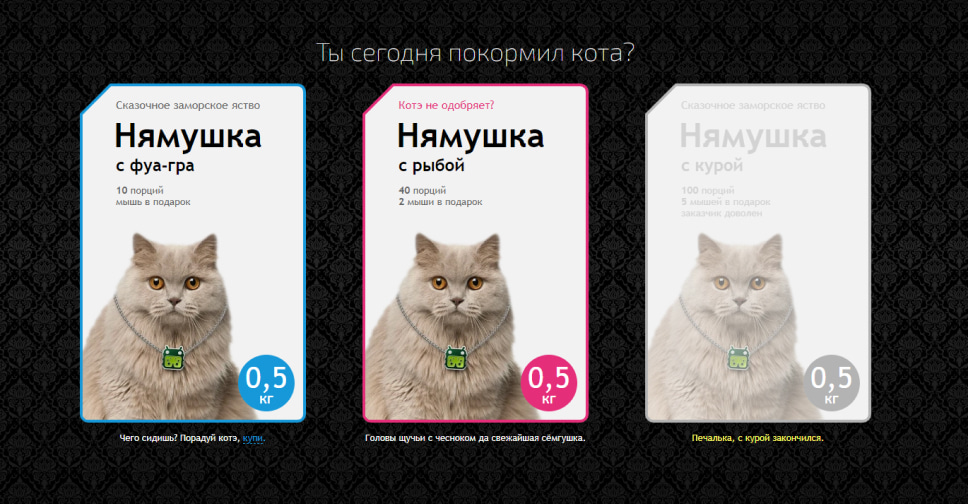 Ты сегодня покормил кота?
Сказочное заморское яство
Нямушка
с фуа-гра
10 порций
мышь в подарок
0,5
кг
Чего сидишь? Порадуй котэ, купи.
Котэ не одобряет?
Нямушка
с рыбой
40 порций
2 мыши в подарок
0,5
кг
Головы щучьи с чесноком да свежайшая сёмгушка.
Сказочное заморское яство
Нямушка
с курой
100 порций
5 мышей в подарок
заказчик доволен
0,5
кг
Печалька, с курой закончился.